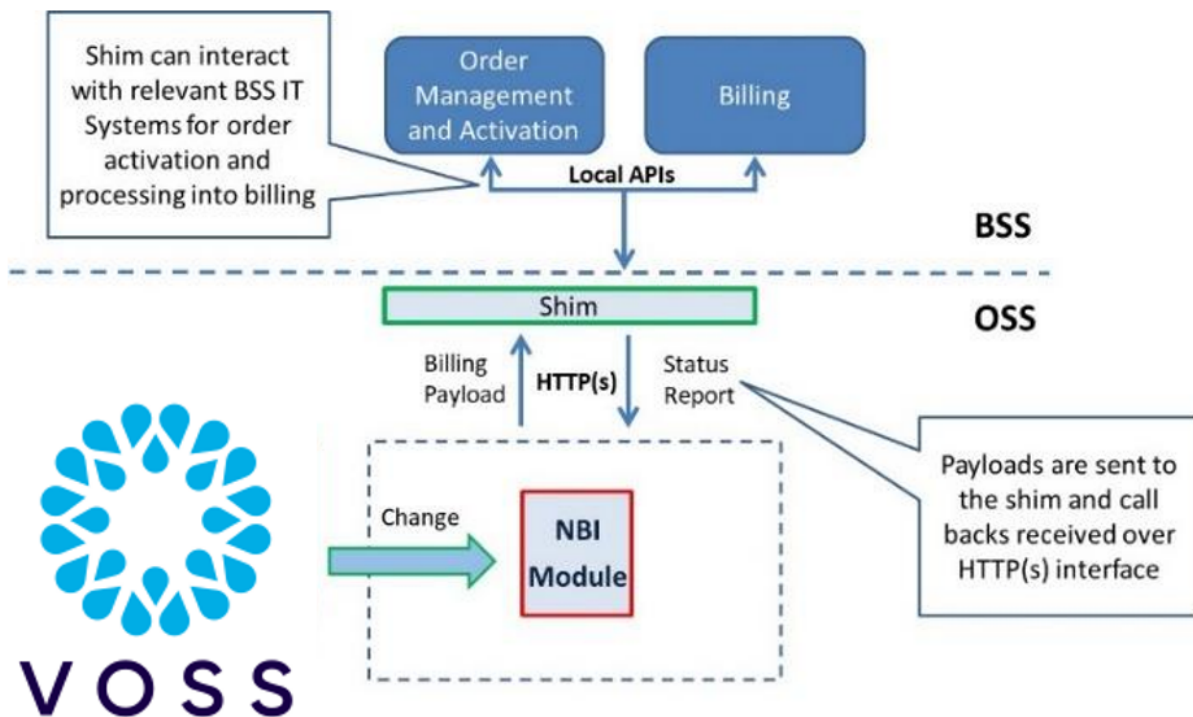 Shim can interact
with relevant BSS IT
Systems for order
activation and
processing into billing
Order
Management
and Activation
Billing
Local APIs
BSS
Shim
OSS
Billing
Payload
HTTP(s)
Status
Report
Change
NBI
Module
Payloads are sent to
the shim and call
backs received over
HTTP(s) interface
VOSS